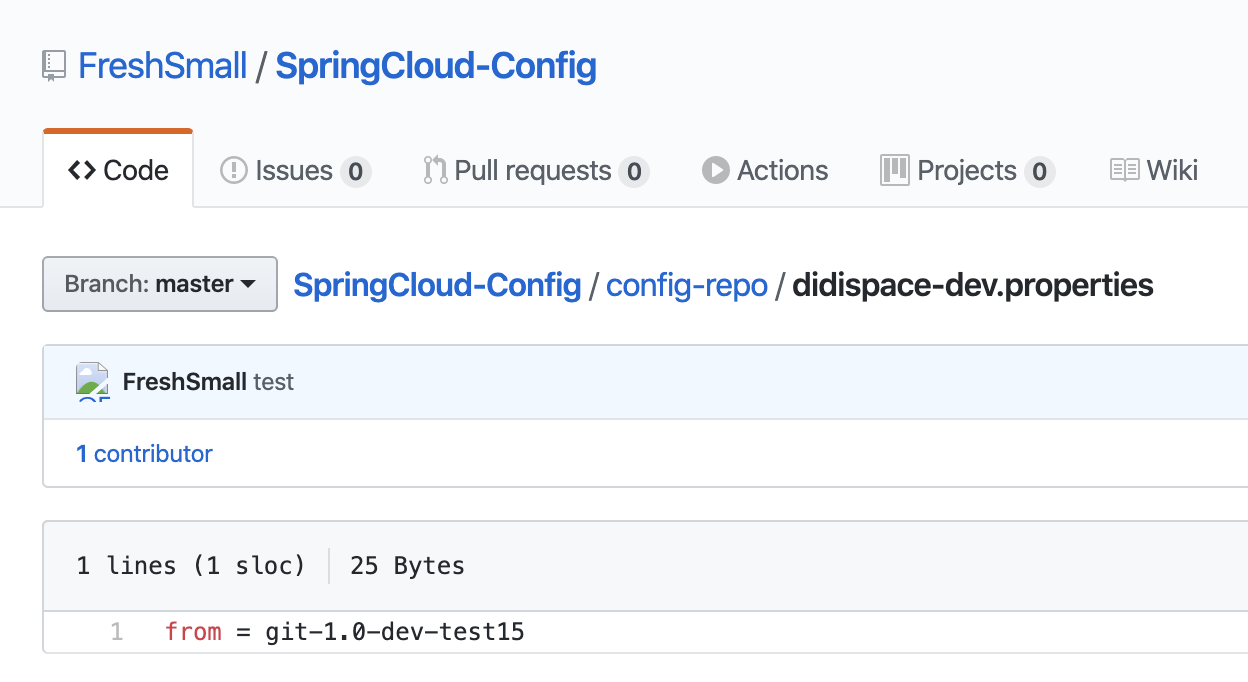 FreshSmall / SpringCloud-Config
Code Issues 0 Pull requests 0 Actions Projects 0 Wiki
Branch: master SpringCloud-Config / config-repo / didispace-dev.properties
FreshSmall test
1 contributor
1 lines (1 sloc) 25 Bytes
1 from = git-1.0-dev-test15